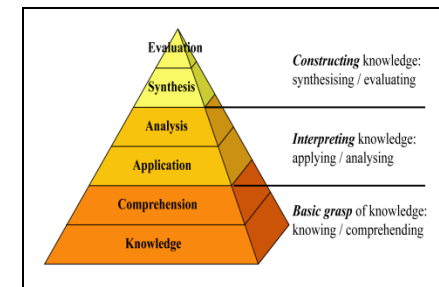 Evaluation
Synthesis
Analysis
Application
Comprehension
Knowledge
Constructing knowledge:
synthesising / evaluating
Interpreting knowledge:
applying / analysing
Basic grasp of knowledge:
knowing / comprehending